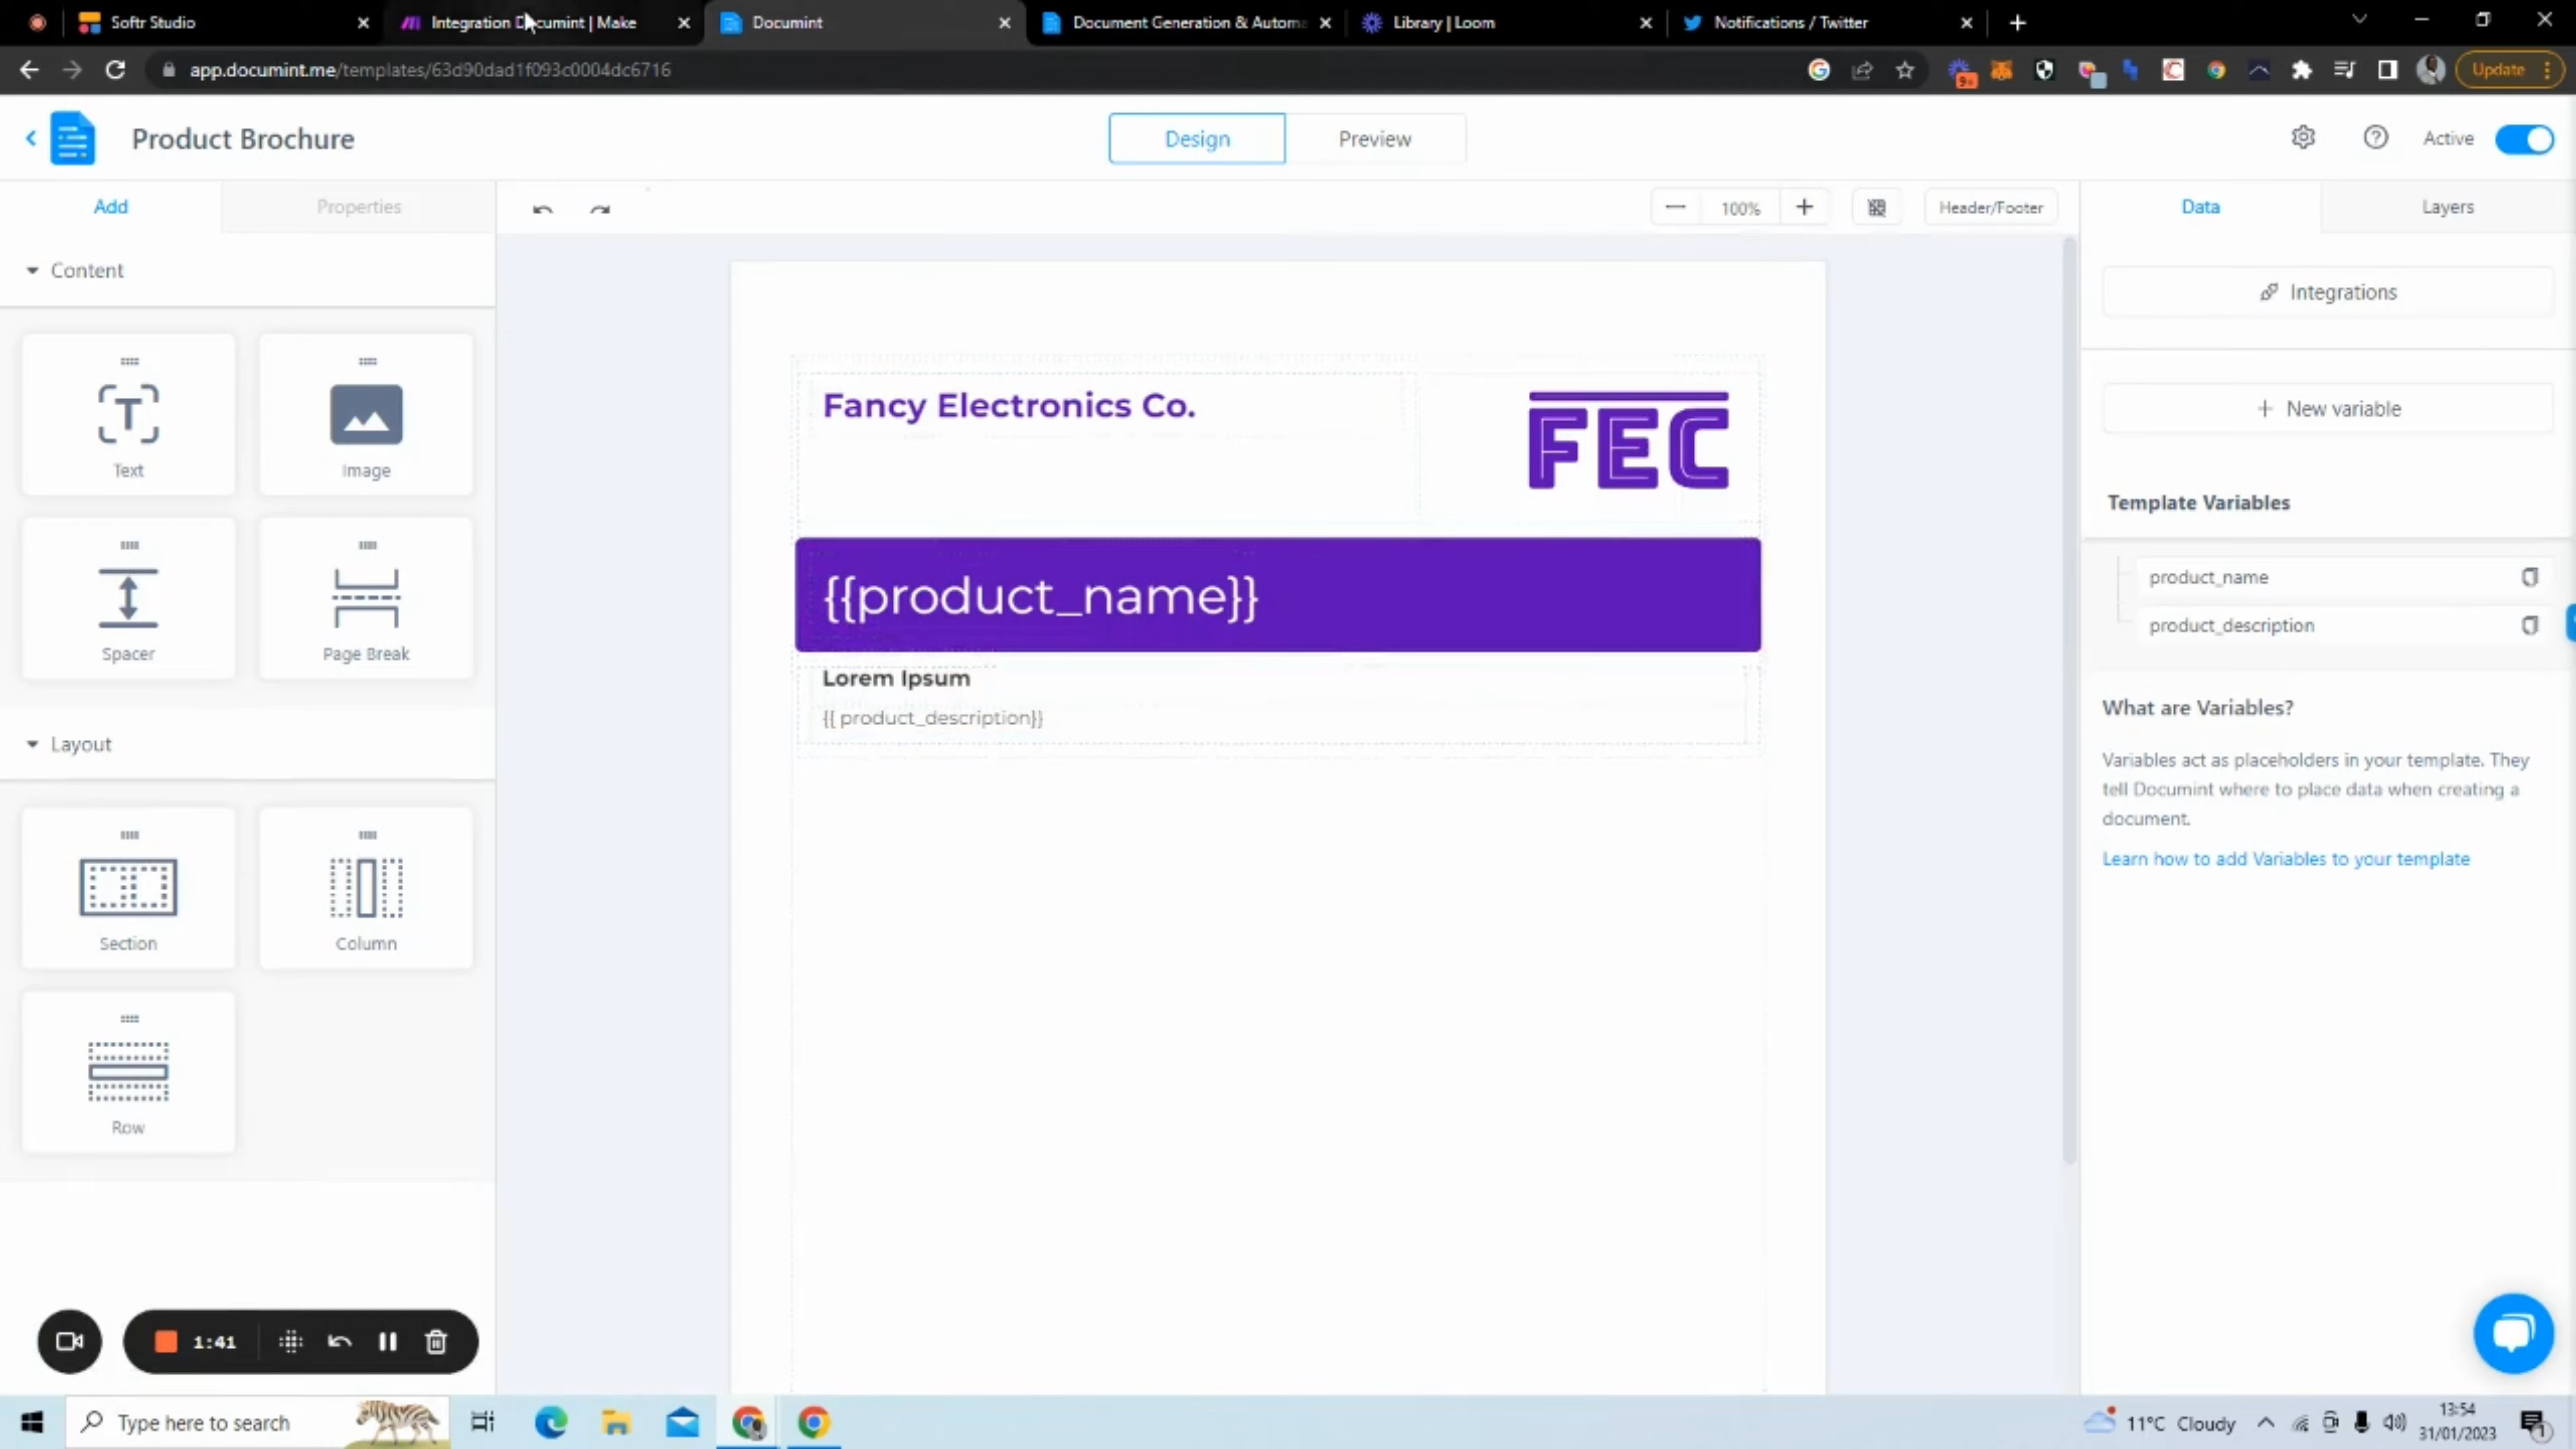 Softr Studio
Integration Documint | Make
Documint
Document Generation & Autom
Library | Loom
Notifications / Twitter
app.documint.me/templates/63d90dad1f093c0004dc6716
9+
Update
Product Brochure
Design
Preview
Active
Add
Properties
100%
Header/Footer
Data
Layers
Content
Integrations
New variable
Text
Image
Template Variables
product_name
product_description
Spacer
Page Break
Fancy Electronics Co.
FEC
{{product_name}}
Lorem Ipsum
{{ product_description}}
What are Variables?
Variables act as placeholders in your template. They
tell Documint where to place data when creating a
document.
Learn how to add Variables to your template
Layout
Section
Column
Row
1:41
Type here to search
11°C Cloudy
13:54
31/01/2023
1